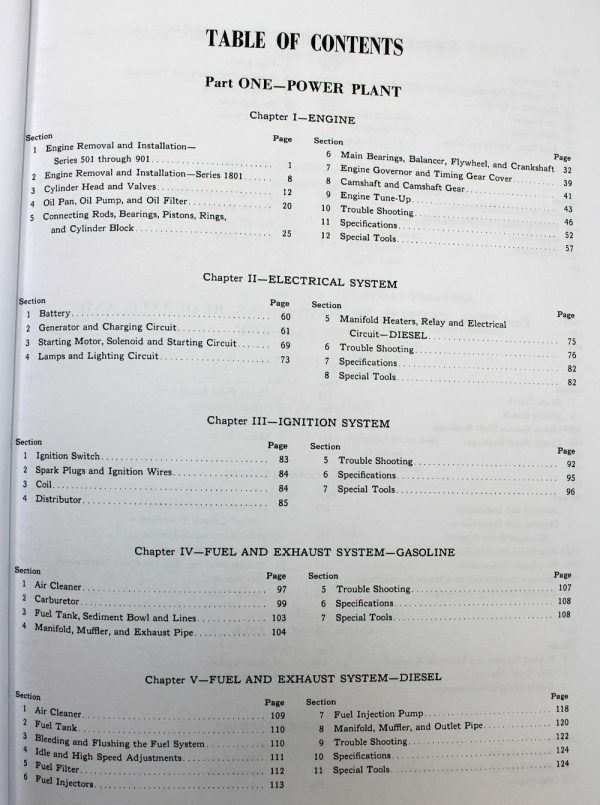 TABLE OF CONTENTS
Part ONE—POWER PLANT
Chapter I—ENGINE
Section Page
1 Engine Removal and Installation—
Series 501 through 901 1
2 Engine Removal and Installation—Series 1801 8
3 Cylinder Head and Valves 12
4 Oil Pan, Oil Pump, and Oil Filter 20
5 Connecting Rods, Bearings, Pistons, Rings,
and Cylinder Block 25
Section Page
6 Main Bearings, Balancer, Flywheel, and Crankshaft 32
7 Engine Governor and Timing Gear Cover 39
8 Camshaft and Camshaft Gear 41
9 Engine Tune-Up 43
10 Trouble Shooting 46
11 Specifications 52
12 Special Tools 57
Chapter II—ELECTRICAL SYSTEM
Section Page
1 Battery 60
2 Generator and Charging Circuit 61
3 Starting Motor, Solenoid and Starting Circuit 69
4 Lamps and Lighting Circuit 73
Section Page
5 Manifold Heaters, Relay and Electrical
Circuit—DIESEL 75
6 Trouble Shooting 76
7 Specifications 82
8 Special Tools 82
Chapter III—IGNITION SYSTEM
Section Page
1 Ignition Switch 83
2 Spark Plugs and Ignition Wires 84
3 Coil 84
4 Distributor 85
Section Page
5 Trouble Shooting 92
6 Specifications 95
7 Special Tools 96
Chapter IV—FUEL AND EXHAUST SYSTEM—GASOLINE
Section Page
1 Air Cleaner 97
2 Carburetor 99
3 Fuel Tank, Sediment Bowl and Lines 103
4 Manifold, Muffler, and Exhaust Pipe 104
Section Page
5 Trouble Shooting 107
6 Specifications 108
7 Special Tools 108
Chapter V—FUEL AND EXHAUST SYSTEM—DIESEL
Section Page
1 Air Cleaner 109
2 Fuel Tank 110
3 Bleeding and Flushing the Fuel System 110
4 Idle and High Speed Adjustments 111
5 Fuel Filter 112
6 Fuel Injectors 113
Section Page
7 Fuel Injection Pump 118
8 Manifold, Muffler, and Outlet Pipe 120
9 Trouble Shooting 122
10 Specifications 124
11 Special Tools 124